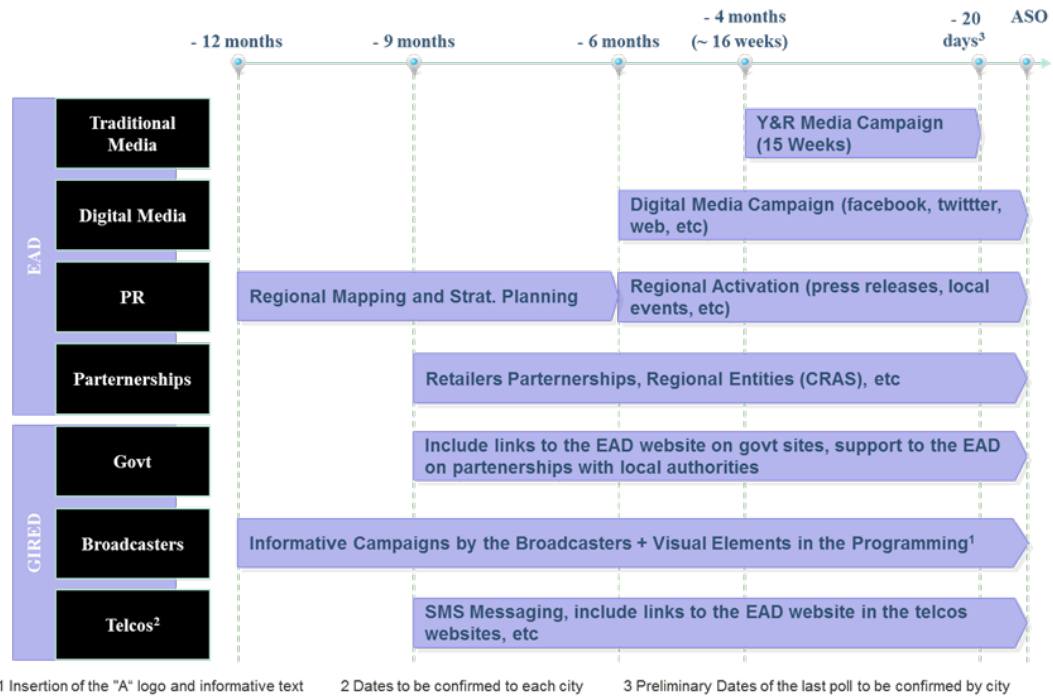 - 4 months
- 20
ASO
- 12 months
- 9 months
- 6 months
(~ 16 weeks)
days³
EAD
Traditional
Media
Y&R Media Campaign
(15 Weeks)
Digital Media
Digital Media Campaign (facebook, twittter,
web, etc)
PR
Regional Mapping and Strat. Planning
Regional Activation (press releases, local
events, etc)
Parternerships
Retailers Parternerships, Regional Entities (CRAS), etc
GIRED
Govt
Include links to the EAD website on govt sites, support to the EAD
on partenerships with local authorities
Broadcasters
Informative Campaigns by the Broadcasters + Visual Elements in the Programming¹
Telcos²
SMS Messaging, include links to the EAD website in the telcos
websites, etc
1 Insertion of the "A" logo and informative text
2 Dates to be confirmed to each city
3 Preliminary Dates of the last poll to be confirmed by city